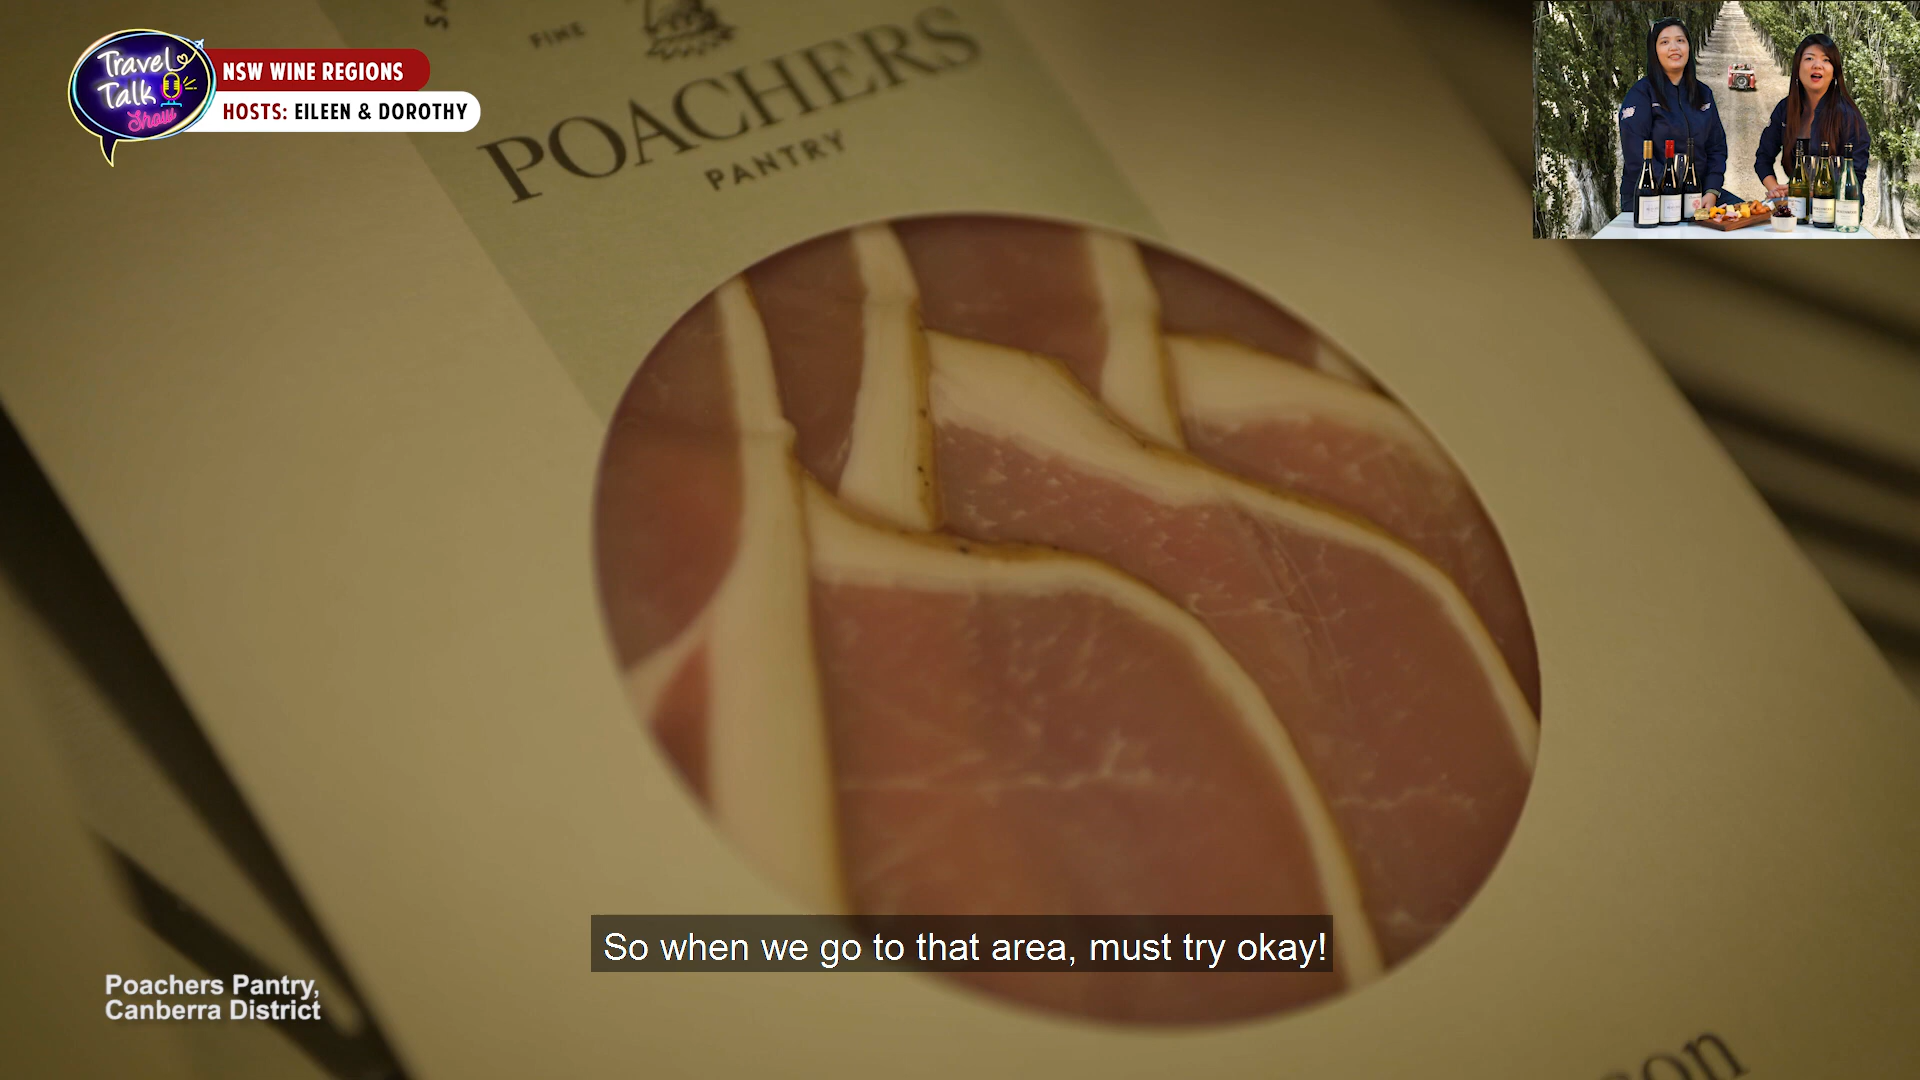 Travel
Talk
Show
NSW WINE REGIONS
HOSTS: EILEEN & DOROTHY
FINE
POACHERS
PANTRY
So when we go to that area, must try okay!
Poachers Pantry,
Canberra District